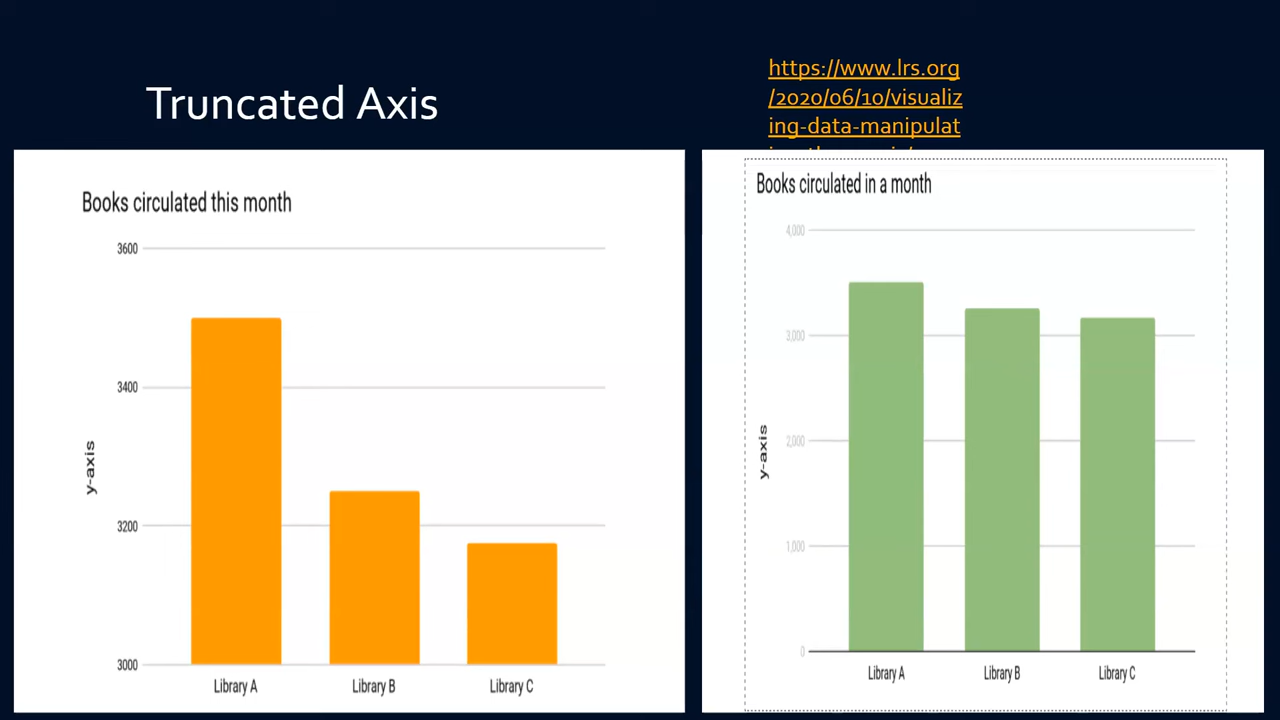 Truncated Axis
https://www.lrs.org
/2020/06/10/visualiz
ing-data-manipulat
Books circulated this month
3600
3400
3200
3000
y-axis
Library A
Library B
Library C
Books circulated in a month
4,000
3,000
2,000
1,000
0
y-axis
Library A
Library B
Library C